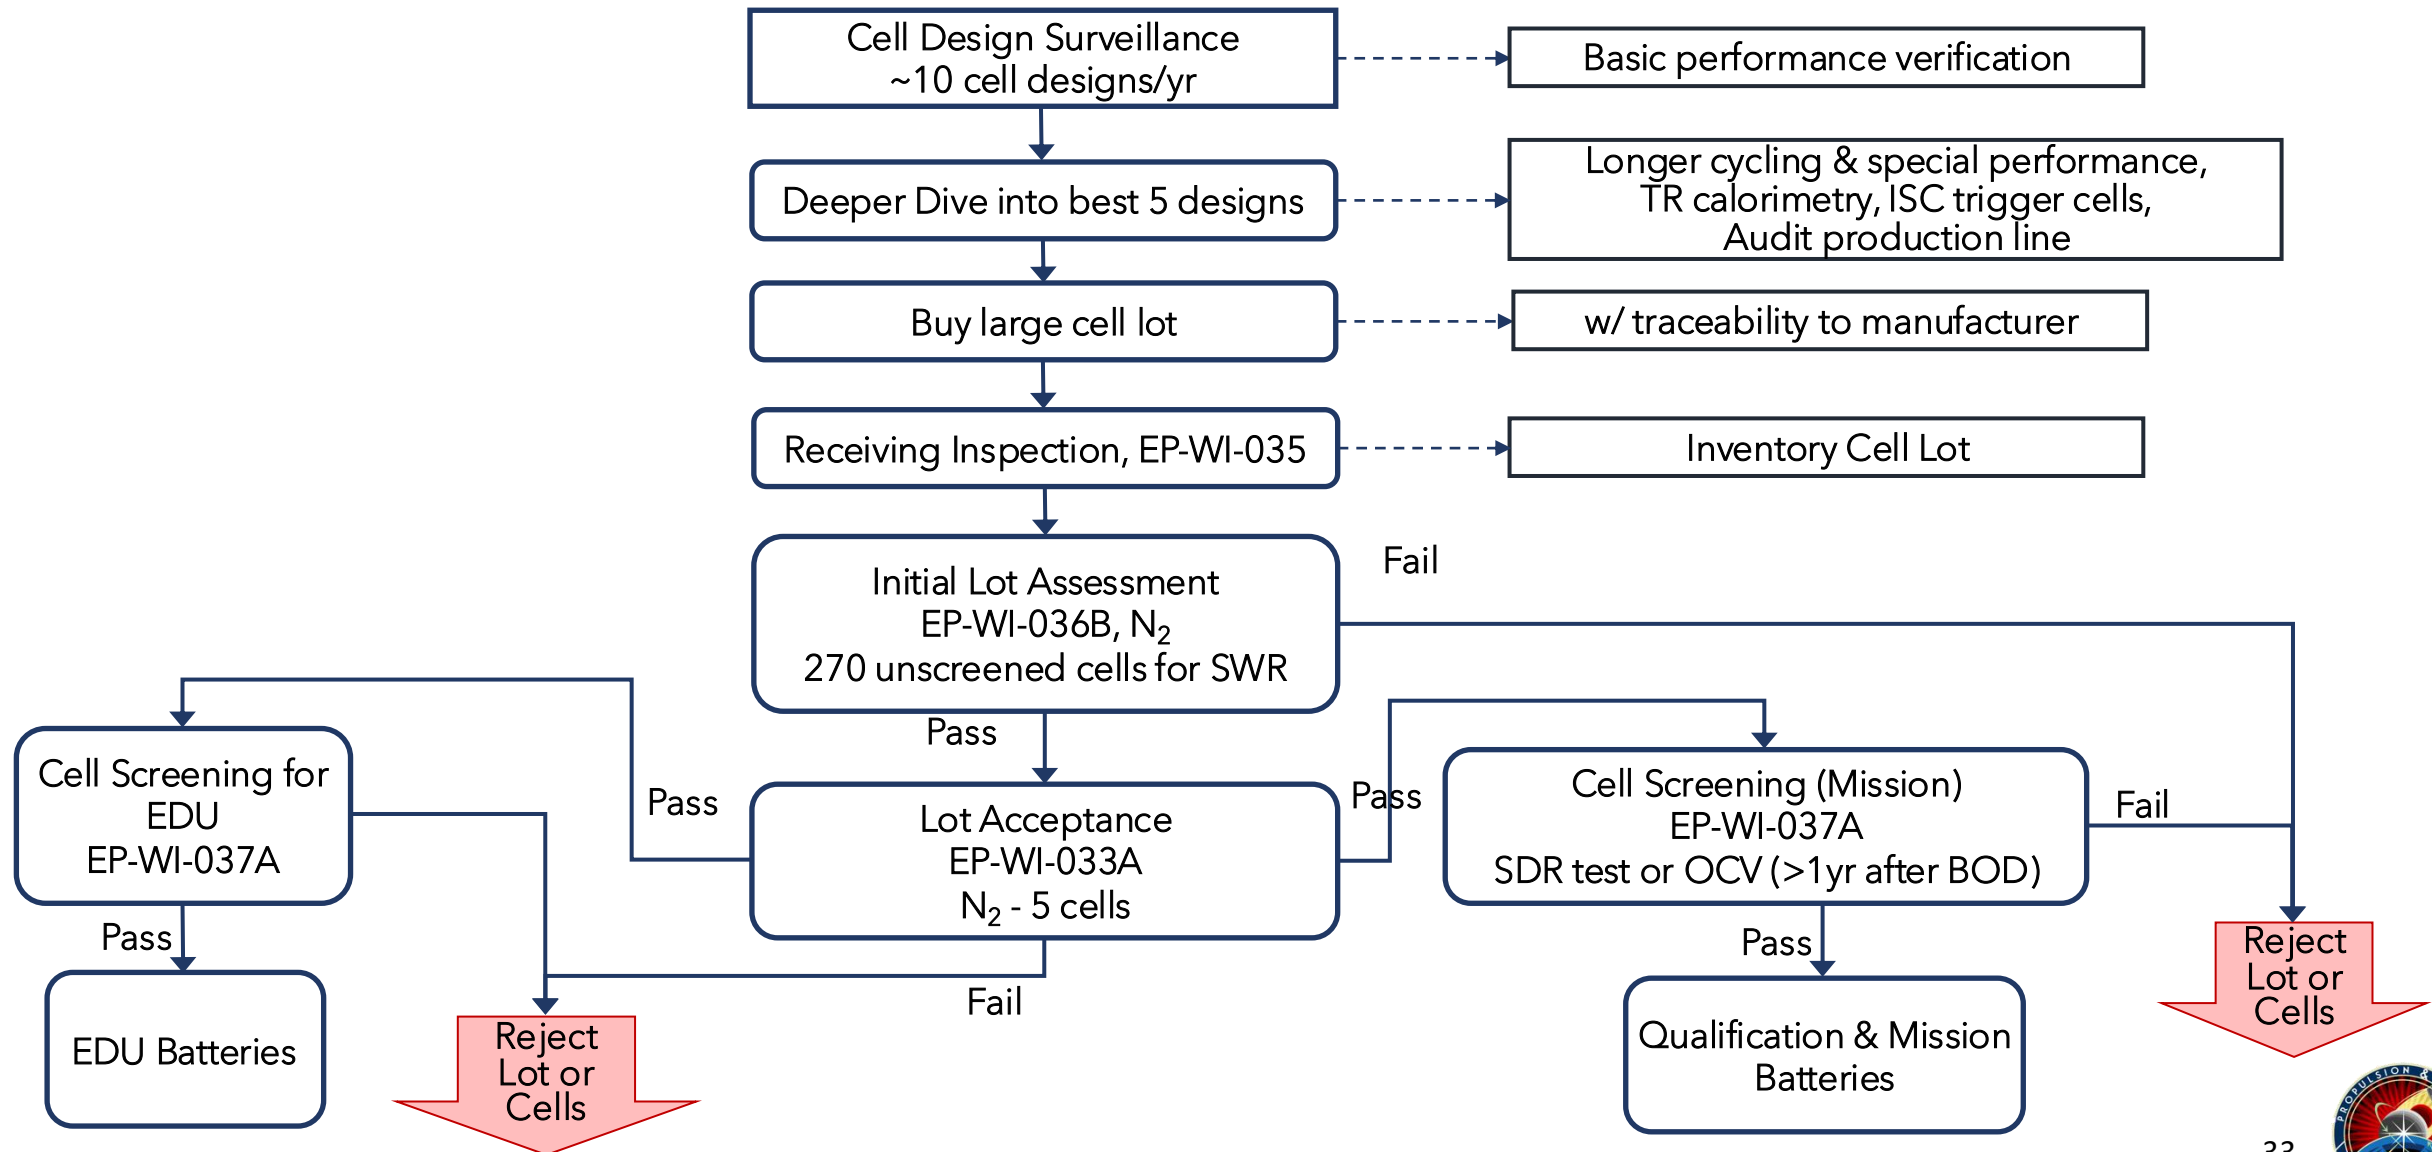 Cell Design Surveillance
~10 cell designs/yr
Basic performance verification
Deeper Dive into best 5 designs
Longer cycling & special performance,
TR calorimetry, ISC trigger cells,
Audit production line
Buy large cell lot
w/ traceability to manufacturer
Receiving Inspection, EP-WI-035
Inventory Cell Lot
Initial Lot Assessment
EP-WI-036B, N₂
270 unscreened cells for SWR
Fail
Pass
Cell Screening for
EDU
EP-WI-037A
Pass
Lot Acceptance
EP-WI-033A
N₂ - 5 cells
Pass
Cell Screening (Mission)
EP-WI-037A
SDR test or OCV (>1yr after BOD)
Fail
Pass
EDU Batteries
Fail
Reject
Lot or
Cells
Pass
Qualification & Mission
Batteries
Reject
Lot or
Cells
PROPULSION &